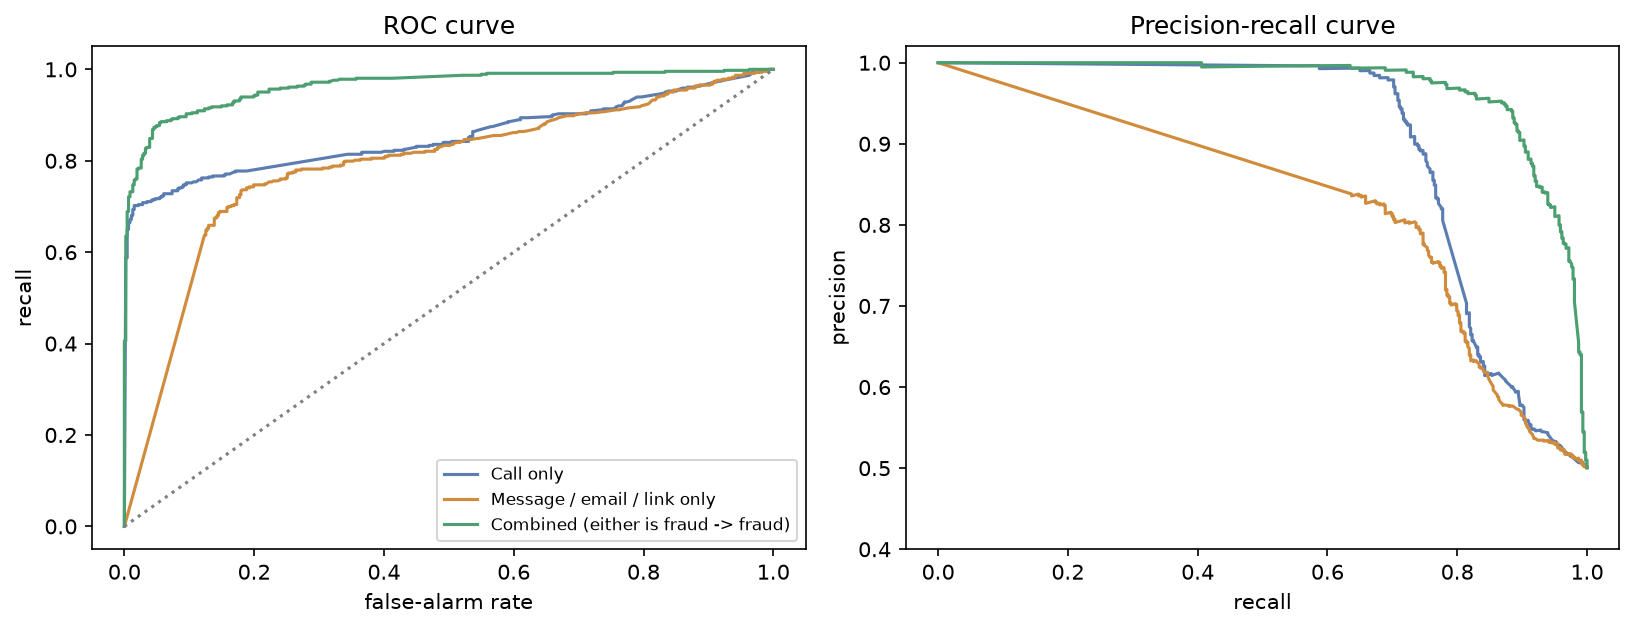 ROC curve
1.0
0.8
0.6
0.4
0.2
0.0
recall
0.0 0.2 0.4 0.6 0.8 1.0
false-alarm rate
Call only
Message / email / link only
Combined (either is fraud -> fraud)
Precision-recall curve
1.0
0.9
0.8
0.7
0.6
0.5
0.4
precision
0.0 0.2 0.4 0.6 0.8 1.0
recall